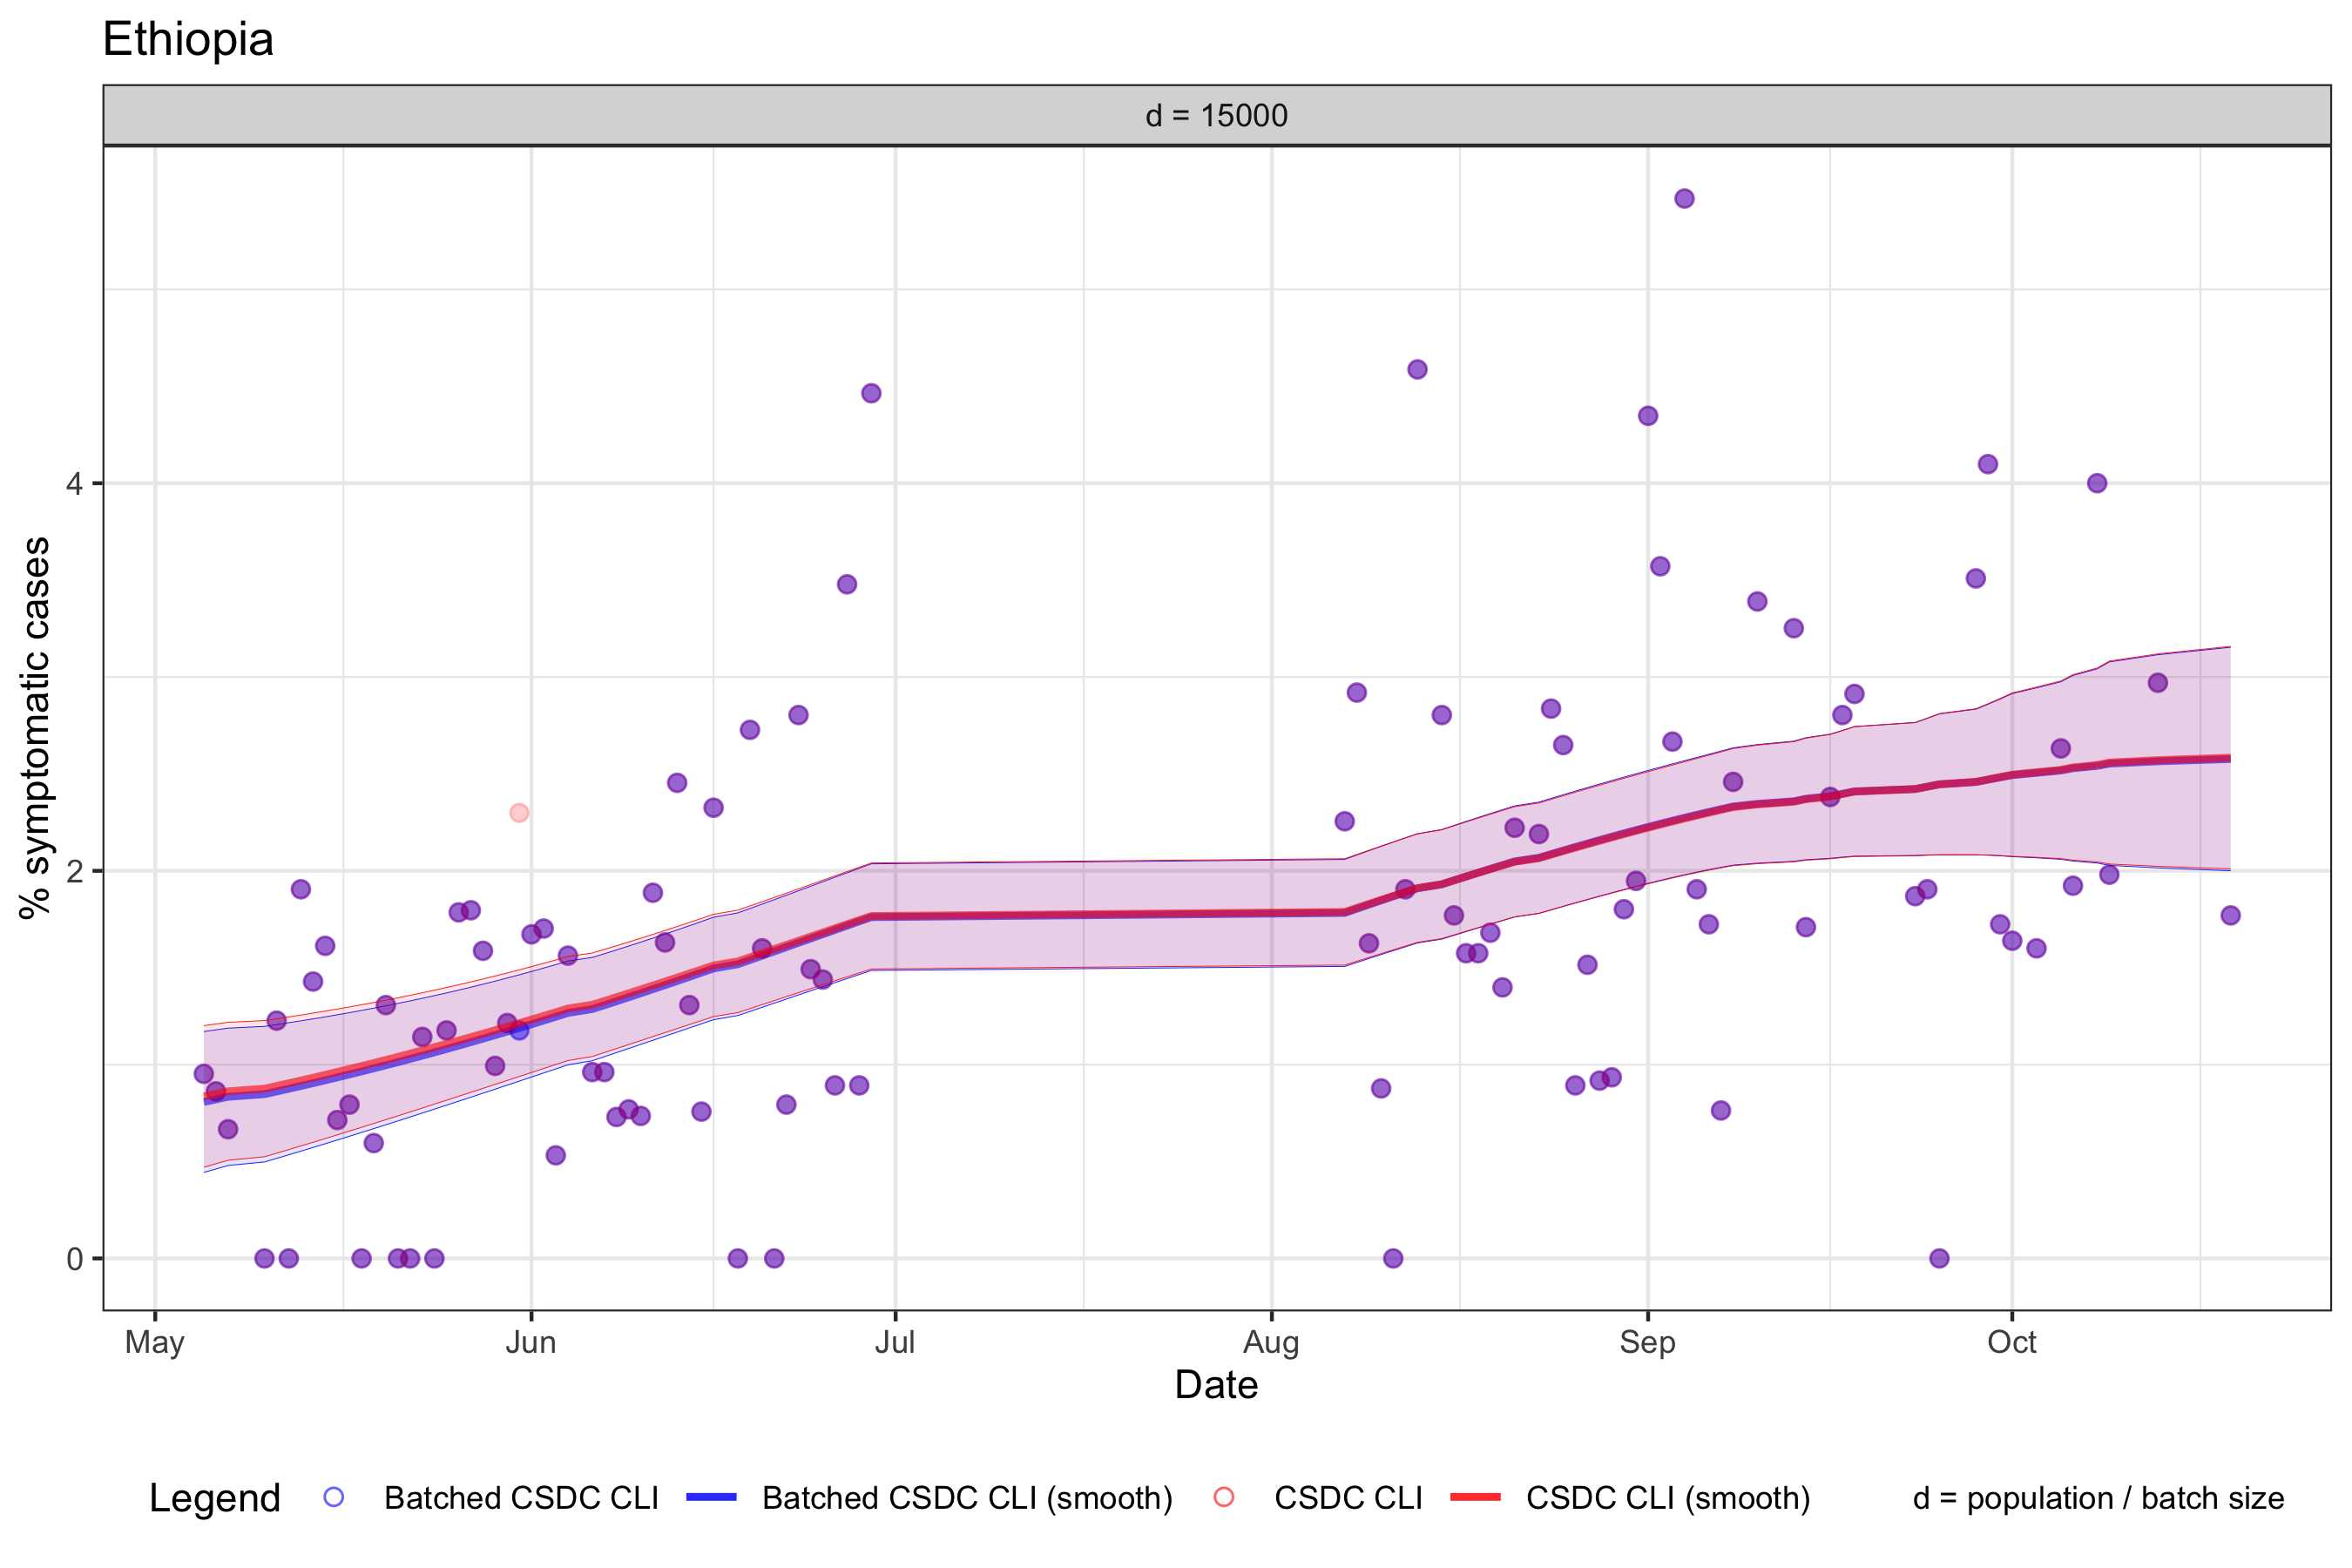 Ethiopia
d = 15000
% symptomatic cases
4
2
0
May Jun Jul Aug Sep Oct
Date
Legend Batched CSDC CLI Batched CSDC CLI (smooth) CSDC CLI CSDC CLI (smooth) d = population / batch size